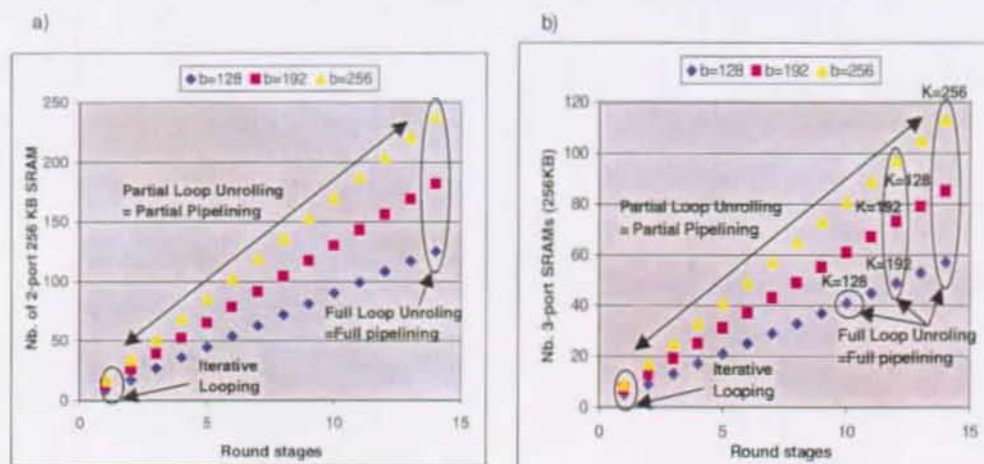 a)
b=128 b=192 b=256
250
200
150
100
50
0
Nb. of 2-port 256 KB SRAM
Partial Loop Unrolling
= Partial Pipelining
Full Loop Unroling
=Full pipelining
Iterative
Looping
0 5 10 15
Round stages
b)
b=128 b=192 b=256
120
100
80
60
40
20
0
Nb. 3-port SRAMs (256KB)
K=256
Partial Loop Unrolling
= Partial Pipelining
K=128
K=192
K=192
K=128
Full Loop Unroling
=Full pipelining
Iterative
Looping
0 5 10 15
Round stages